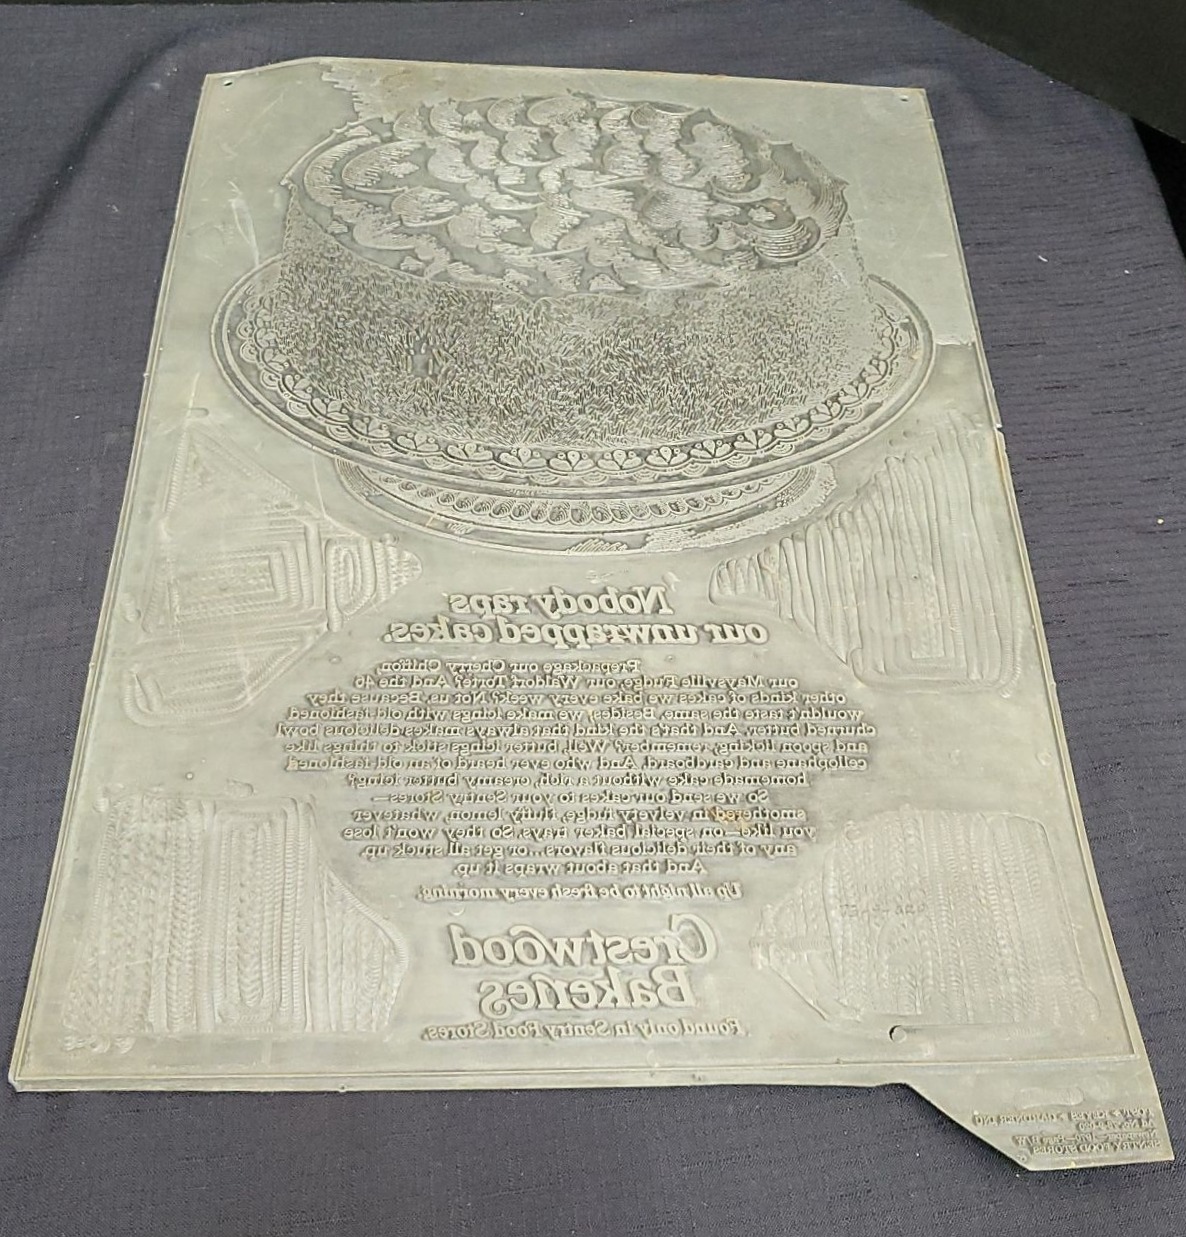 Nobody raps
our unwrapped cakes.
Prepackage our Cherry Chiffon,
our Maysville Fudge, our Waldorf Torte? And the 46
other kinds of cakes we bake every week? Not us. Because they
wouldn't taste the same. Besides, we make icings with old-fashioned
churned butter. And that's the kind that always makes delicious bowl
and spoon licking, remember? Well, butter icings stick to things like
cellophane and cardboard. And who ever heard of an old-fashioned
homemade cake without a rich, creamy butter icing?
So we send our cakes to your Sentry Stores—
smothered in velvety fudge, fluffy lemon, whatever
you like—on special baker trays. So they won't lose
any of their delicious flavors...or get all stuck up.
And that about wraps it up.
Up all night to be fresh every morning.
Crestwood
Bakeries
Found only in Sentry Food Stores.
GARDNER INC
SENTRY FOOD STORES